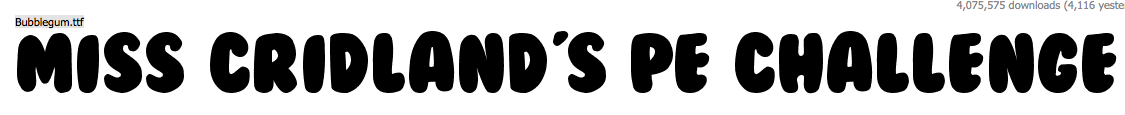 4,075,575 downloads (4,116 yeste
Bubblegum.ttf
MISS CRIDLAND'S PE CHALLENGE